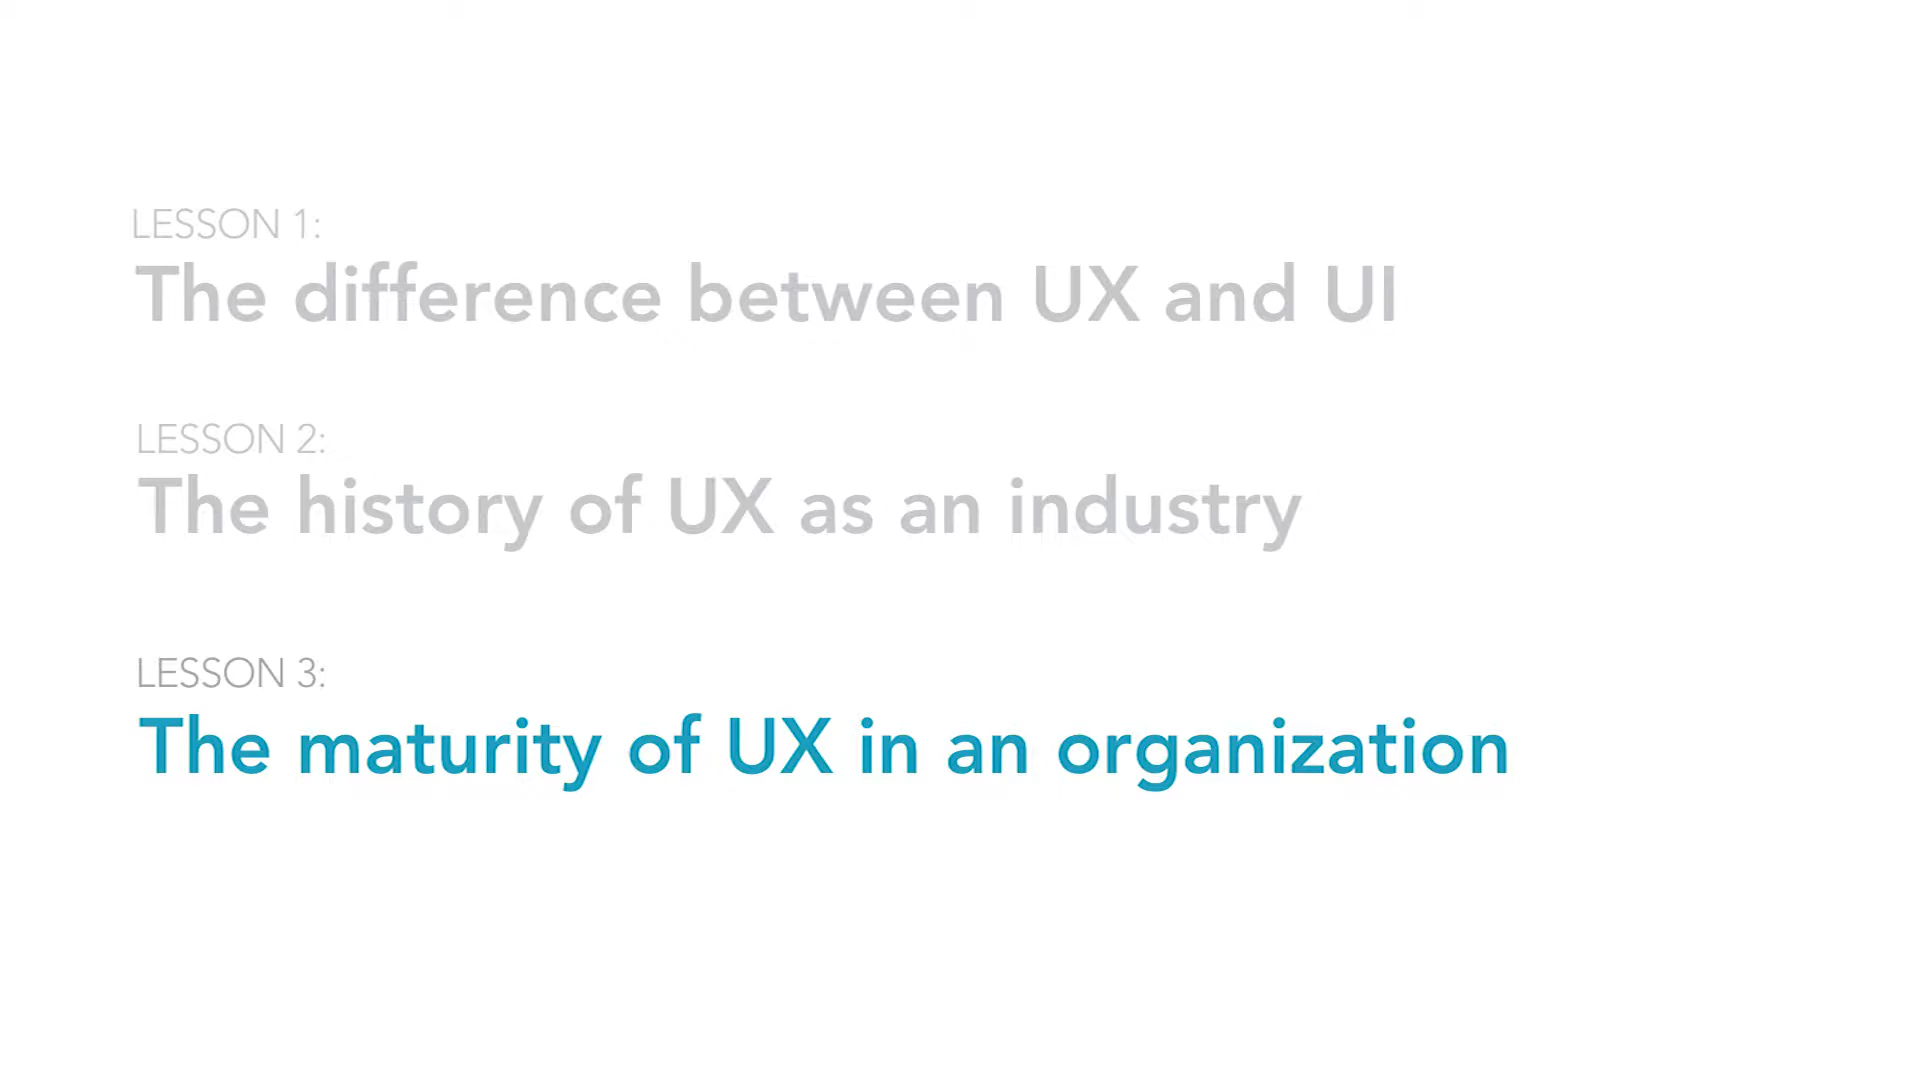 LESSON 1:
The difference between UX and UI
LESSON 2:
The history of UX as an industry
LESSON 3:
The maturity of UX in an organization